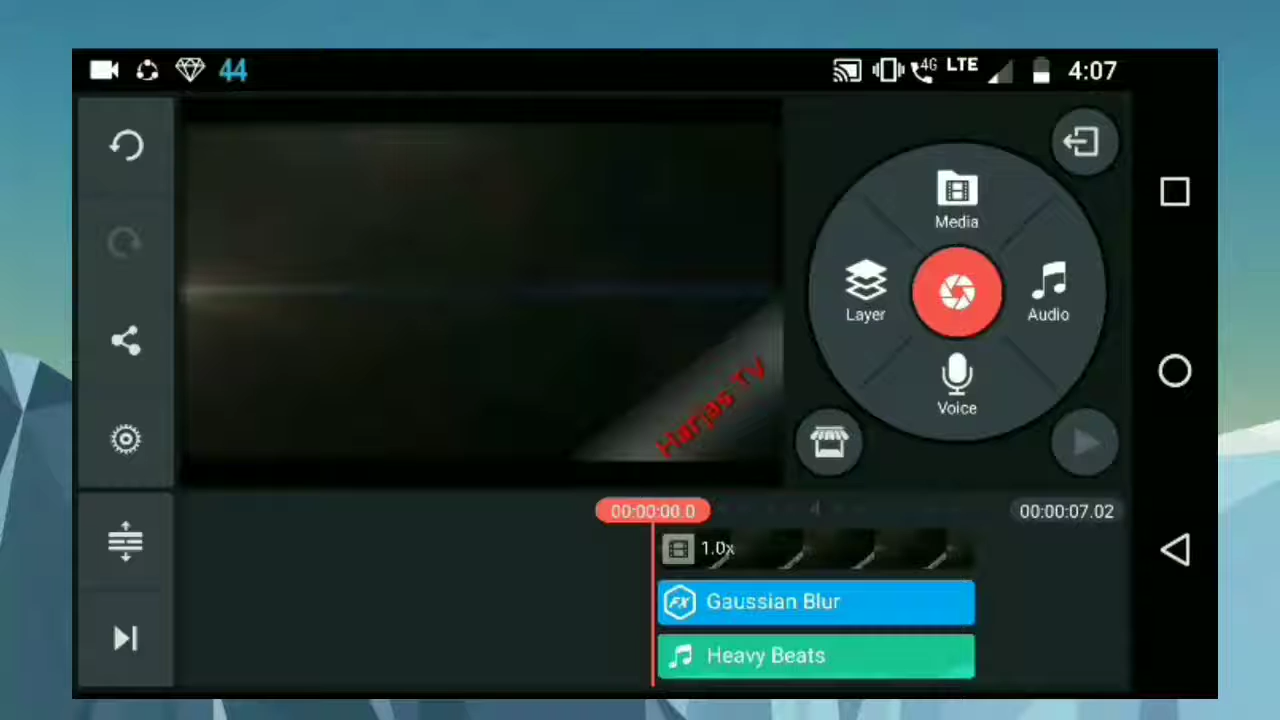 44
4G LTE 4:07
Media
Layer
Audio
Voice
Harjas TV
00:00:00.0
00:00:07.02
1.0x
FX Gaussian Blur
Heavy Beats